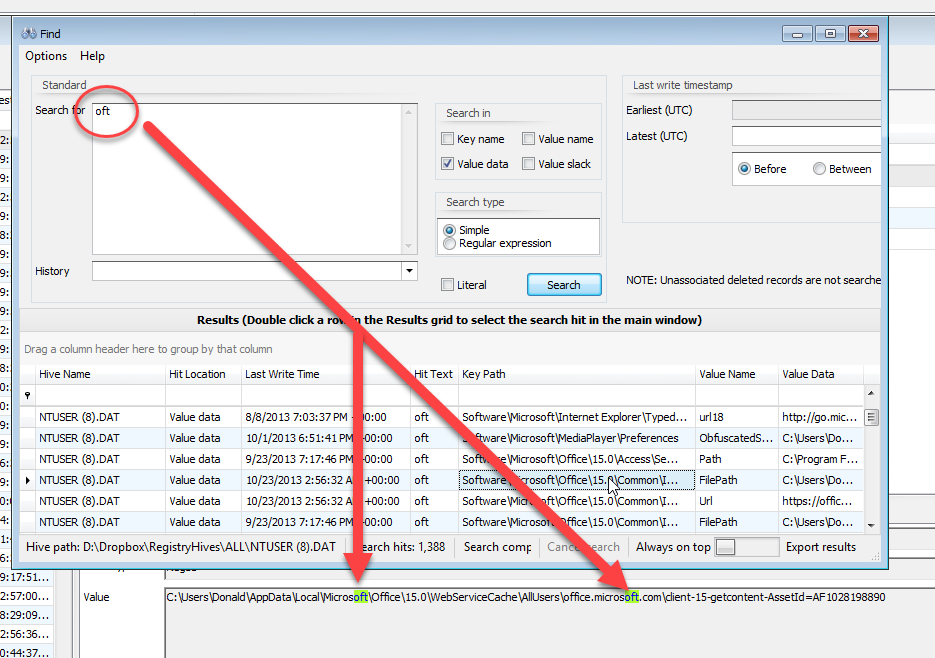 Find
Options Help
Standard
Last write timestamp
Search for oft
Search in
Earliest (UTC)
Key name Value name
Latest (UTC)
Value data Value slack
Before Between
Search type
Simple
Regular expression
History
Literal Search
NOTE: Unassociated deleted records are not searche
Results (Double click a row in the Results grid to select the search hit in the main window)
Drag a column header here to group by that column
Hive Name Hit Location Last Write Time Hit Text Key Path Value Name Value Data
NTUSER (8).DAT Value data 8/8/2013 7:03:37 PM +00:00 oft Software\Microsoft\Internet Explorer\Typed... url18 http://go.mic...
NTUSER (8).DAT Value data 10/1/2013 6:51:41 PM +00:00 oft Software\Microsoft\MediaPlayer\Preferences ObfuscatedS... C:\Users\Do...
NTUSER (8).DAT Value data 9/23/2013 7:17:46 PM +00:00 oft Software\Microsoft\Office\15.0\Access\Se... Path C:\Program F...
NTUSER (8).DAT Value data 10/23/2013 2:56:32 AM +00:00 oft Software\Microsoft\Office\15.0\Common\I... FilePath C:\Users\Do...
NTUSER (8).DAT Value data 10/23/2013 2:56:32 AM +00:00 oft Software\Microsoft\Office\15.0\Common\I... Url https://offic...
NTUSER (8).DAT Value data 9/23/2013 7:17:46 PM +00:00 oft Software\Microsoft\Office\15.0\Common\I... FilePath C:\Users\Do...
Hive path: D:\Dropbox\RegistryHives\ALL\NTUSER (8).DAT Search hits: 1,388 Search comp Cancel search Always on top Export results
9:17:51...
2:57:00... Value C:\Users\Donald\AppData\Local\Microsoft\Office\15.0\WebServiceCache\AllUsers\office.microsoft.com\client-15-getcontent-AssetId=AF1028198890
8:29:09...
2:56:36...
0:44:37...